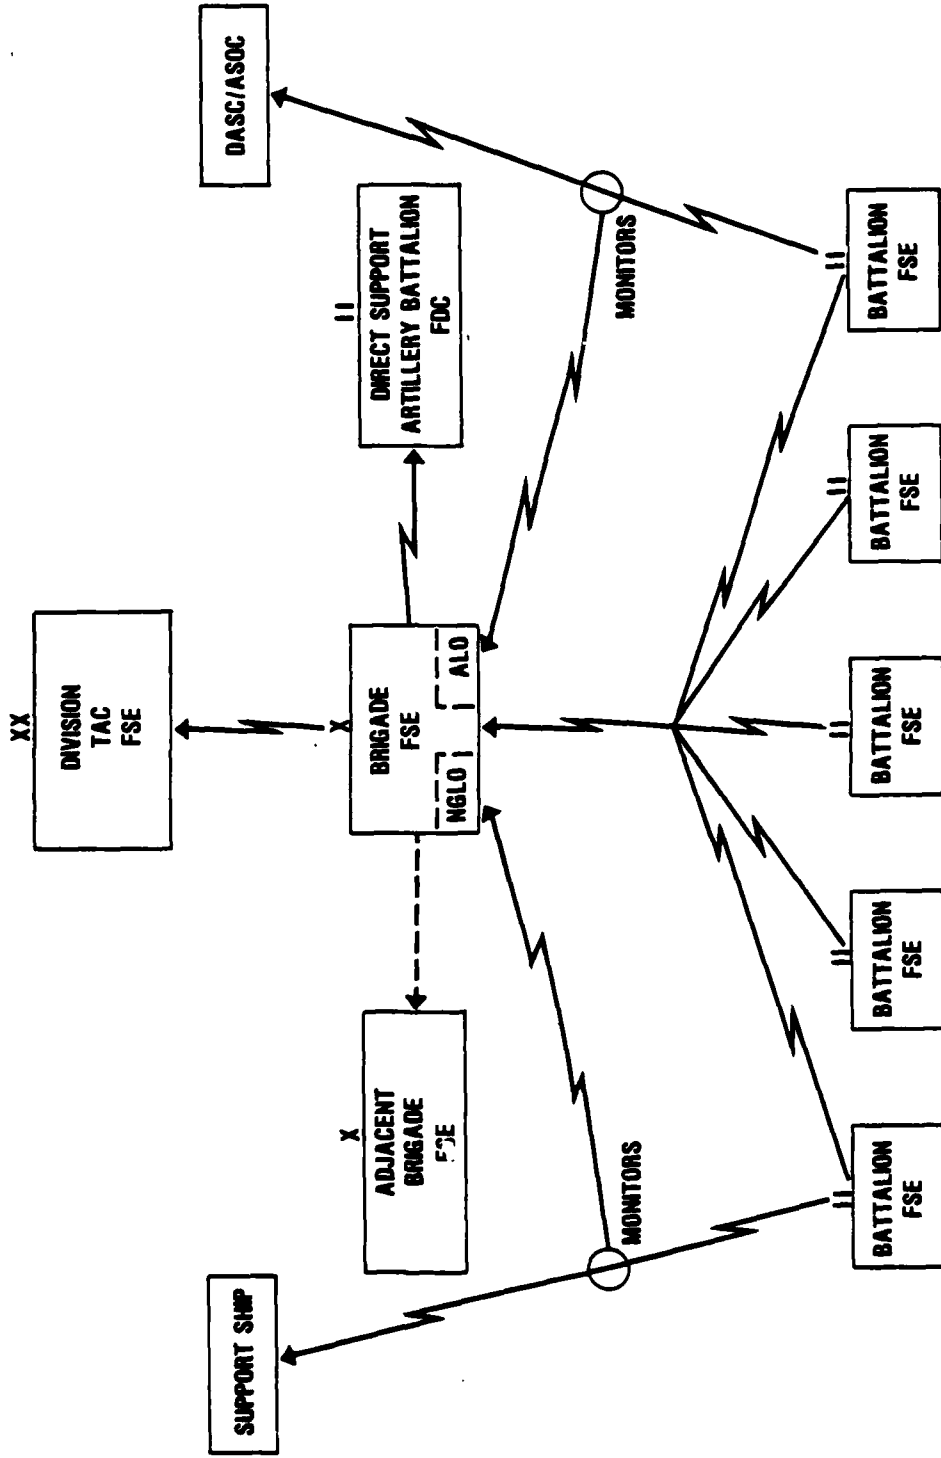 XX
DIVISION
TAC
FSE
SUPPORT SHIP
DASC/ASOC
X
ADJACENT
BRIGADE
X
BRIGADE
FSE
NGLO
ALO
II
DIRECT SUPPORT
ARTILLERY BATTALION
FDC
MONITORS
MONITORS
II
BATTALION
FSE
II
BATTALION
FSE
II
BATTALION
FSE
II
BATTALION
FSE
II
BATTALION
FSE